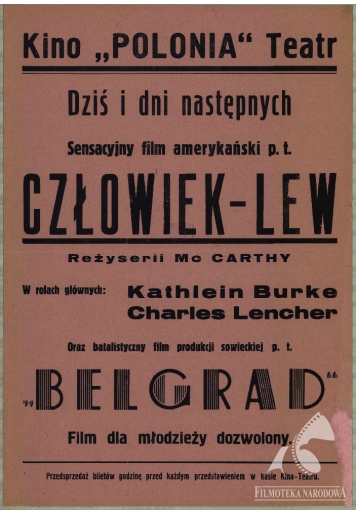 Kino „POLONIA“ Teatr
Dziś i dni następnych
Sensacyjny film amerykański p. t.
CZŁOWIEK-LEW
Reżyserii Mc CARTHY
W rolach głównych: Kathlein Burke
Charles Lencher
Oraz batalistyczny film produkcji sowieckiej p. t.
„BELGRAD“
Film dla młodzieży dozwolony.
Przedsprzedaż biletów godzinę przed każdym przedstawieniem w kasie Kino-Teatru.
FILMOTEKA NARODOWA